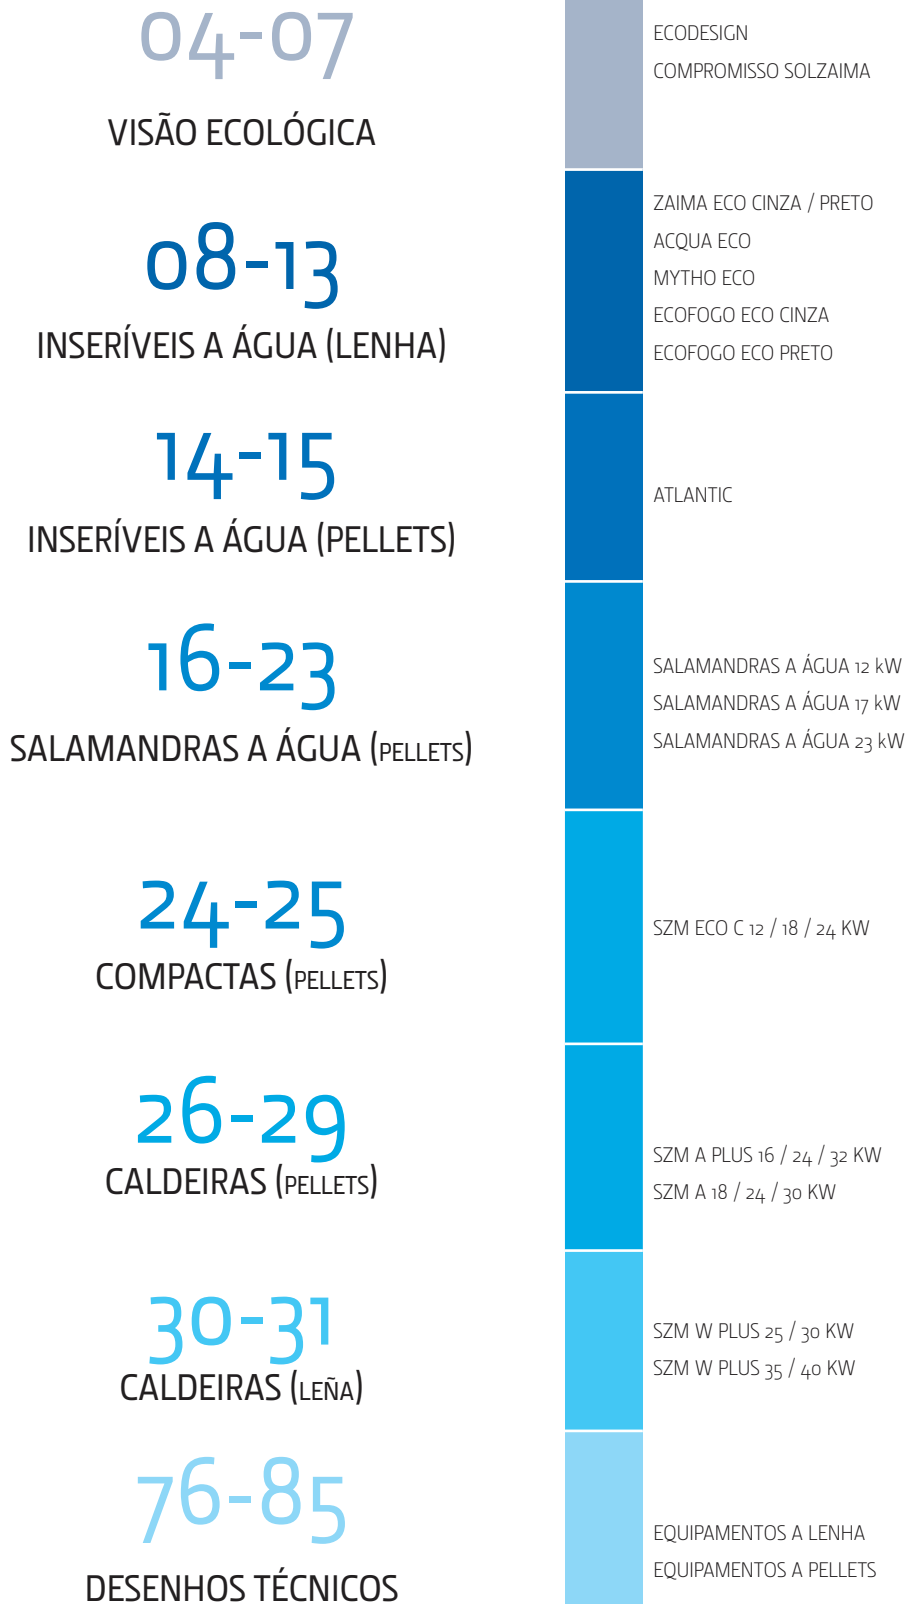 04-07
VISÃO ECOLÓGICA
ECODESIGN
COMPROMISSO SOLZAIMA
08-13
INSERÍVEIS A ÁGUA (LENHA)
ZAIMA ECO CINZA / PRETO
ACQUA ECO
MYTHO ECO
ECOFOGO ECO CINZA
ECOFOGO ECO PRETO
14-15
INSERÍVEIS A ÁGUA (PELLETS)
ATLANTIC
16-23
SALAMANDRAS A ÁGUA (PELLETS)
SALAMANDRAS A ÁGUA 12 kW
SALAMANDRAS A ÁGUA 17 kW
SALAMANDRAS A ÁGUA 23 kW
24-25
COMPACTAS (PELLETS)
SZM ECO C 12 / 18 / 24 KW
26-29
CALDEIRAS (PELLETS)
SZM A PLUS 16 / 24 / 32 KW
SZM A 18 / 24 / 30 KW
30-31
CALDEIRAS (LEÑA)
SZM W PLUS 25 / 30 KW
SZM W PLUS 35 / 40 KW
76-85
DESENHOS TÉCNICOS
EQUIPAMENTOS A LENHA
EQUIPAMENTOS A PELLETS